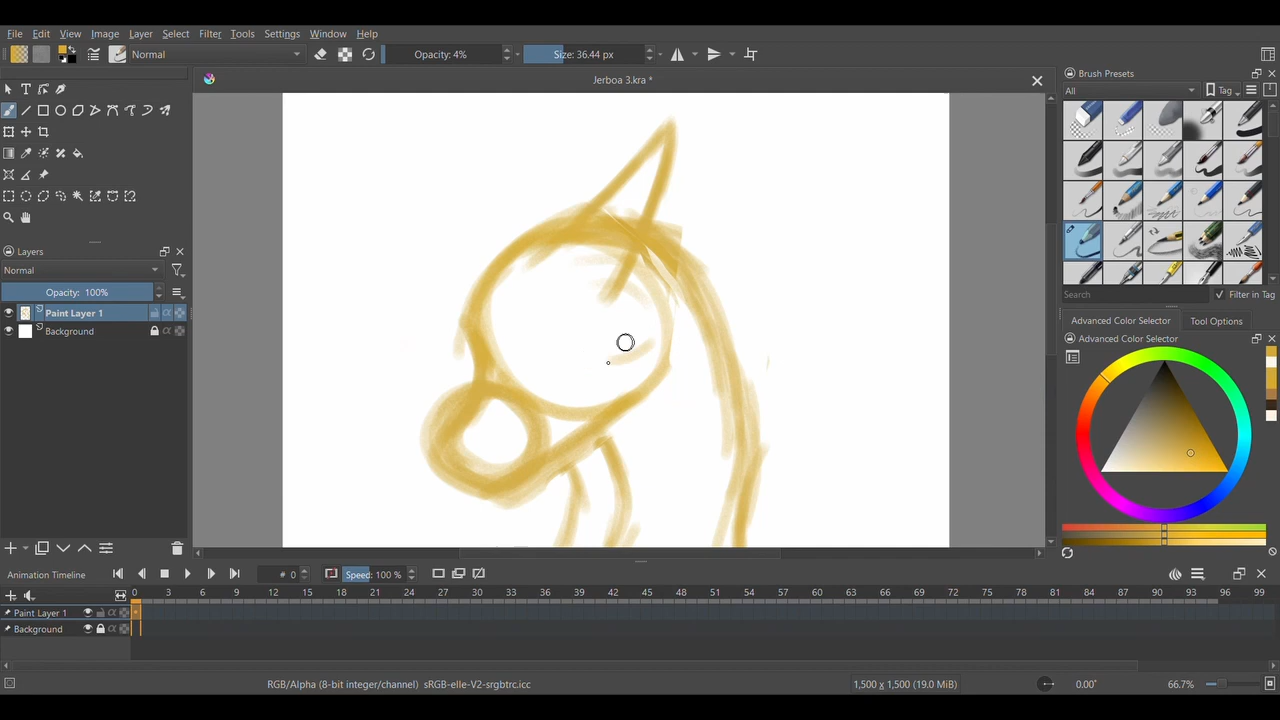 File Edit View Image Layer Select Filter Tools Settings Window Help
Normal Opacity: 4% Size: 36.44 px
Jerboa 3.kra *
Brush Presets
All Tag
Layers
Normal
Opacity: 100%
Paint Layer 1
Background
Search Filter in Tag
Advanced Color Selector Tool Options
Advanced Color Selector
Animation Timeline # 0 Speed: 100 %
0 3 6 9 12 15 18 21 24 27 30 33 36 39 42 45 48 51 54 57 60 63 66 69 72 75 78 81 84 87 90 93 96 99
Paint Layer 1
Background
RGB/Alpha (8-bit integer/channel) sRGB-elle-V2-srgbtrc.icc 1,500 x 1,500 (19.0 MiB) 0.00° 66.7%